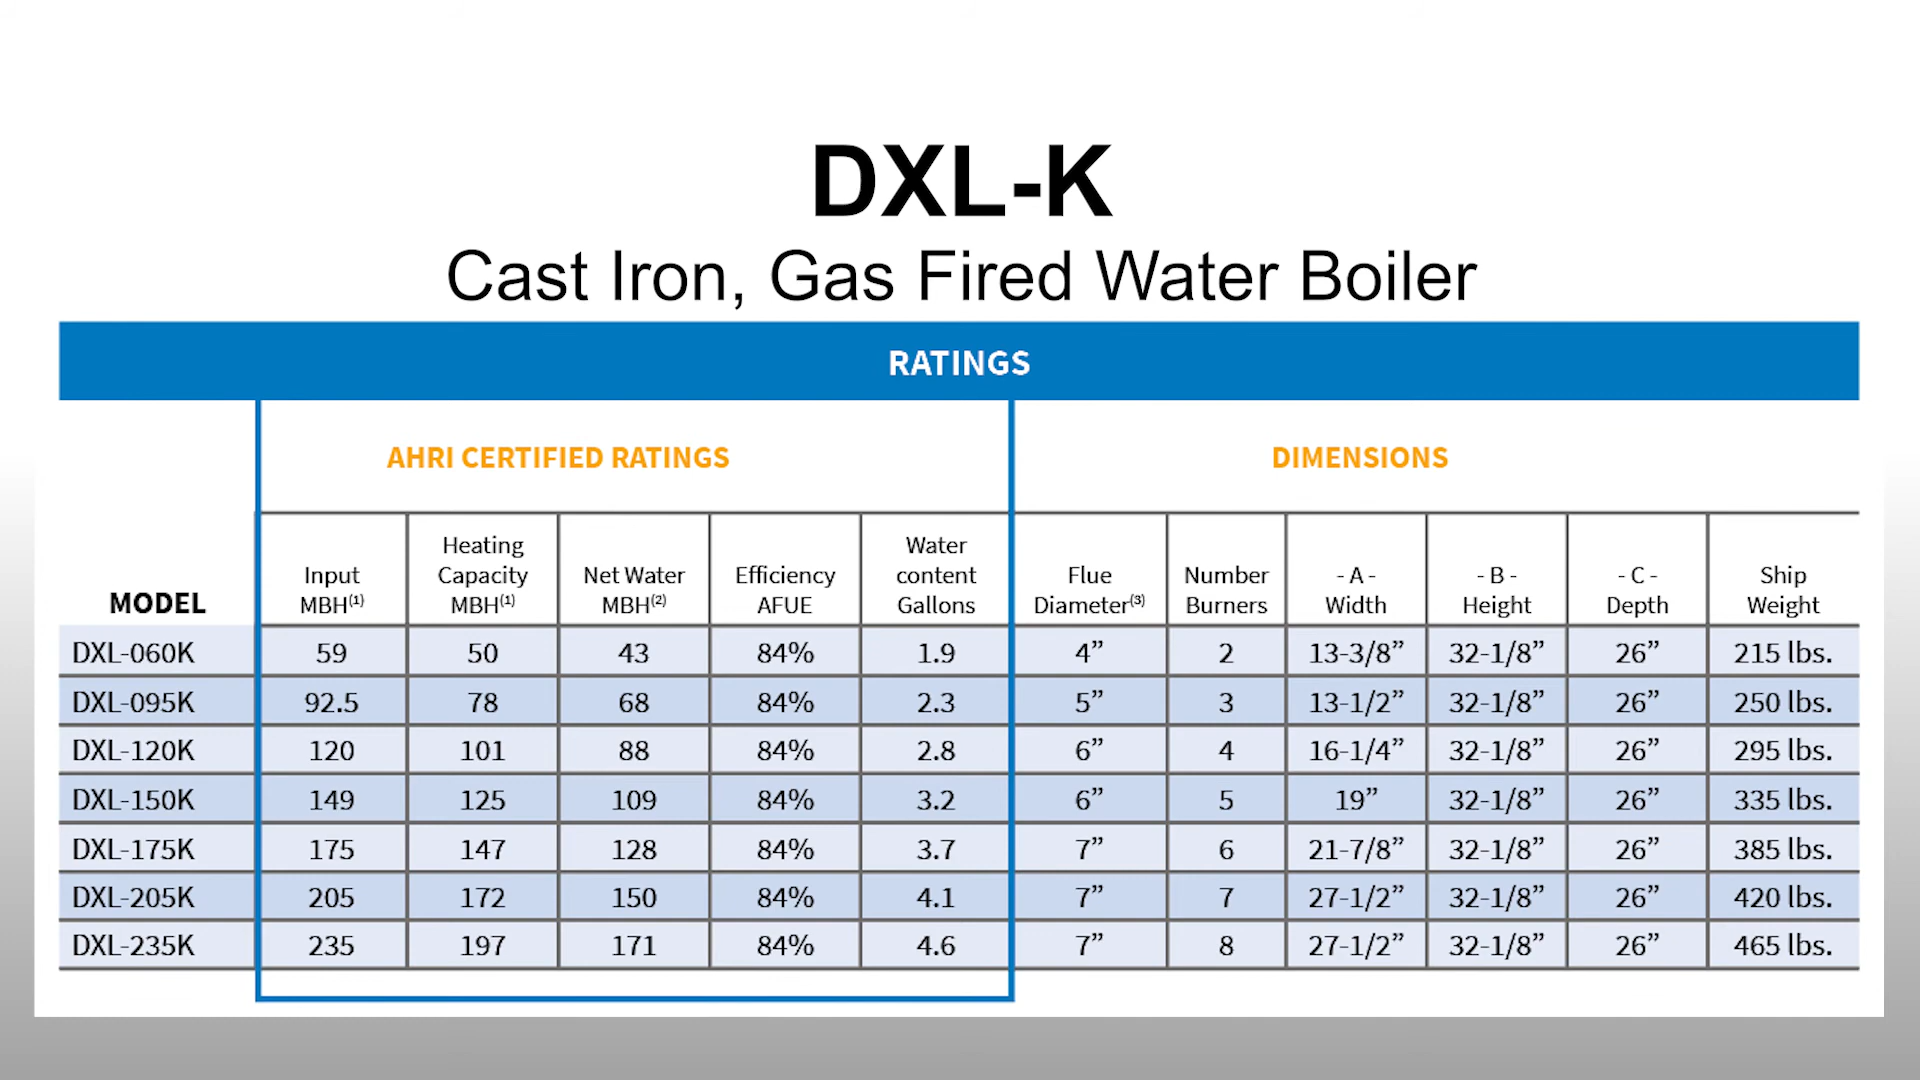 DXL-K
Cast Iron, Gas Fired Water Boiler
RATINGS
AHRI CERTIFIED RATINGS DIMENSIONS
MODEL Input MBH(1) Heating Capacity MBH(1) Net Water MBH(2) Efficiency AFUE Water content Gallons Flue Diameter(3) Number Burners - A - Width - B - Height - C - Depth Ship Weight
DXL-060K 59 50 43 84% 1.9 4” 2 13-3/8” 32-1/8” 26” 215 lbs.
DXL-095K 92.5 78 68 84% 2.3 5” 3 13-1/2” 32-1/8” 26” 250 lbs.
DXL-120K 120 101 88 84% 2.8 6” 4 16-1/4” 32-1/8” 26” 295 lbs.
DXL-150K 149 125 109 84% 3.2 6” 5 19” 32-1/8” 26” 335 lbs.
DXL-175K 175 147 128 84% 3.7 7” 6 21-7/8” 32-1/8” 26” 385 lbs.
DXL-205K 205 172 150 84% 4.1 7” 7 27-1/2” 32-1/8” 26” 420 lbs.
DXL-235K 235 197 171 84% 4.6 7” 8 27-1/2” 32-1/8” 26” 465 lbs.